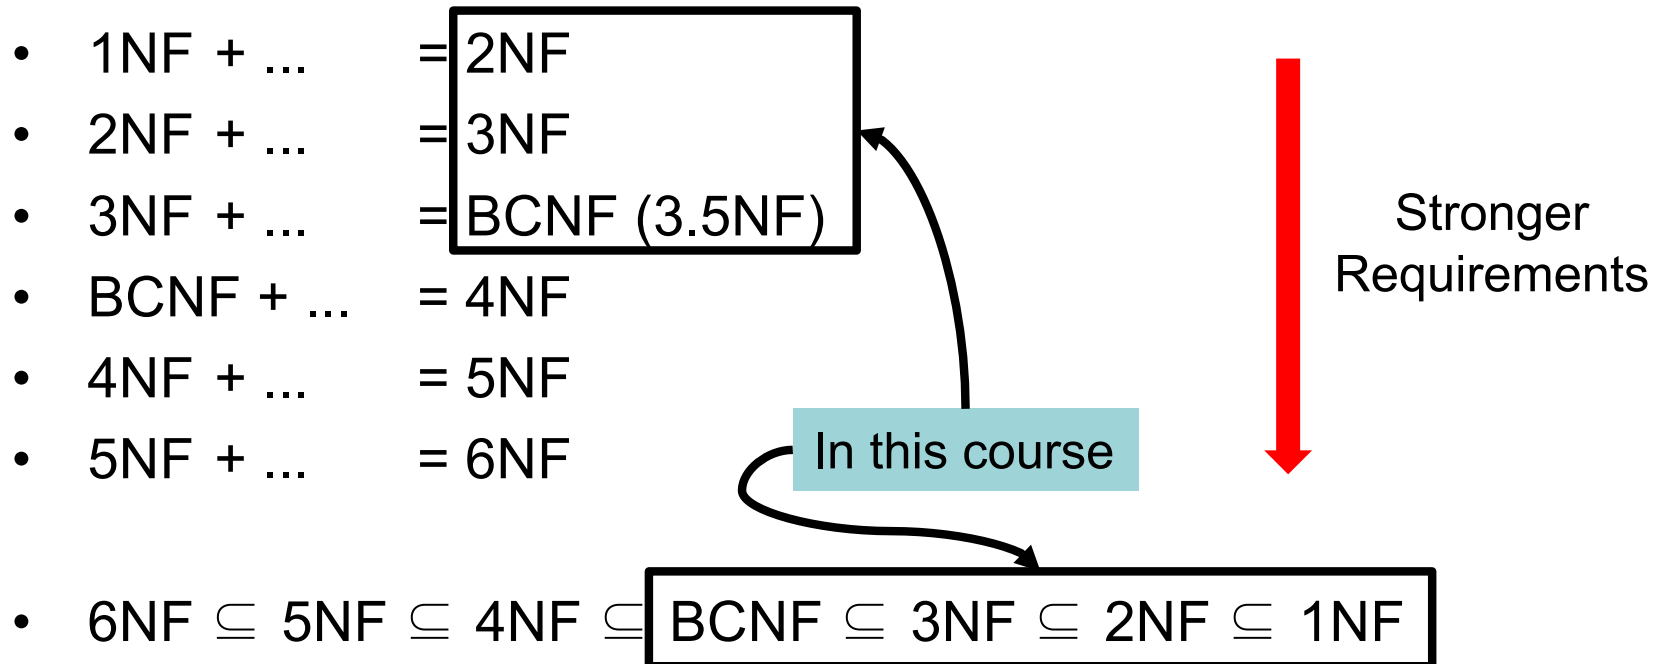 • 1NF + ... = 2NF
• 2NF + ... = 3NF
• 3NF + ... = BCNF (3.5NF)
• BCNF + ... = 4NF
• 4NF + ... = 5NF
• 5NF + ... = 6NF
Stronger
Requirements
In this course
• 6NF ⊆ 5NF ⊆ 4NF ⊆ BCNF ⊆ 3NF ⊆ 2NF ⊆ 1NF